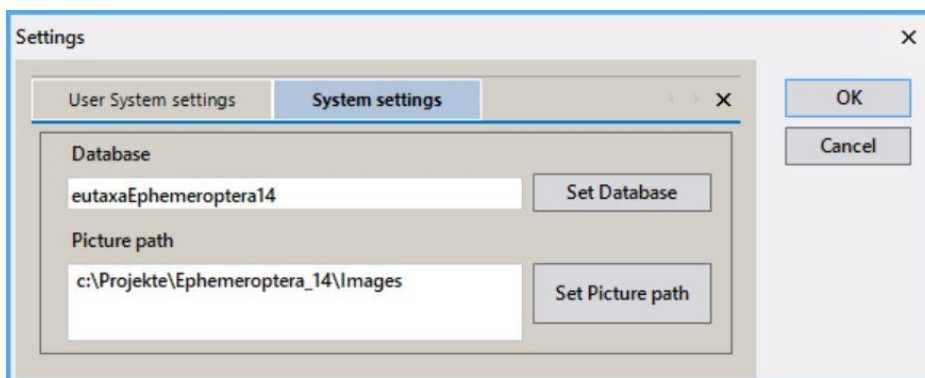 Settings
User System settings
System settings
OK
Database
Cancel
eutaxaEphemeroptera14
Set Database
Picture path
c:\Projekte\Ephemeroptera_14\Images
Set Picture path